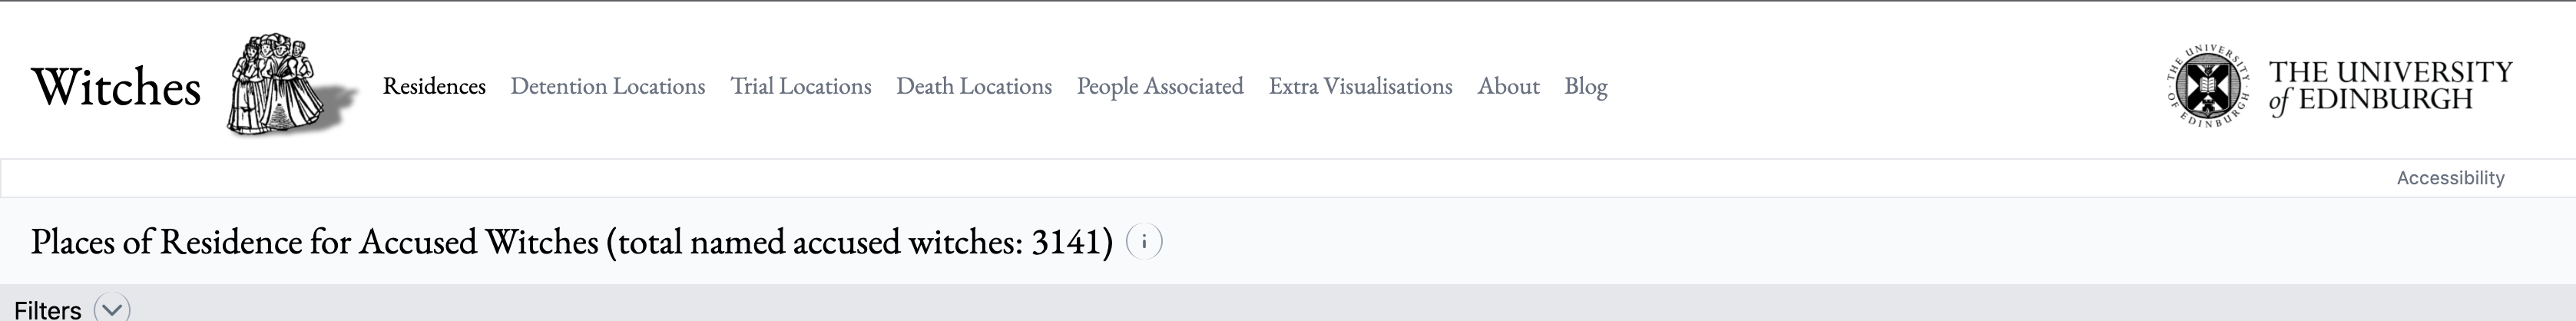 Witches
Residences Detention Locations Trial Locations Death Locations People Associated Extra Visualisations About Blog
THE UNIVERSITY
of EDINBURGH
THE UNIVERSITY OF EDINBURGH
Accessibility
Places of Residence for Accused Witches (total named accused witches: 3141) i
Filters